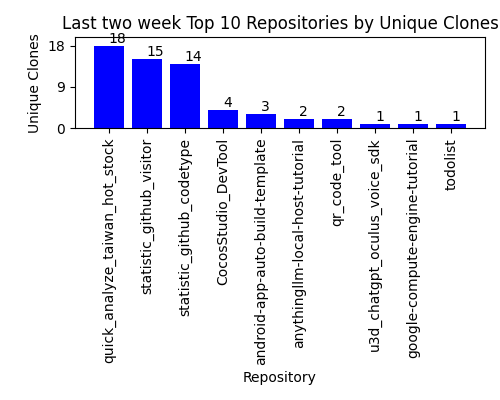 Last two week Top 10 Repositories by Unique Clones
Unique Clones
18
9
0
18
15
14
4
3
2
2
1
1
1
quick_analyze_taiwan_hot_stock
statistic_github_visitor
statistic_github_codetype
CocosStudio_DevTool
android-app-auto-build-template
anythingllm-local-host-tutorial
qr_code_tool
u3d_chatgpt_oculus_voice_sdk
google-compute-engine-tutorial
todolist
Repository